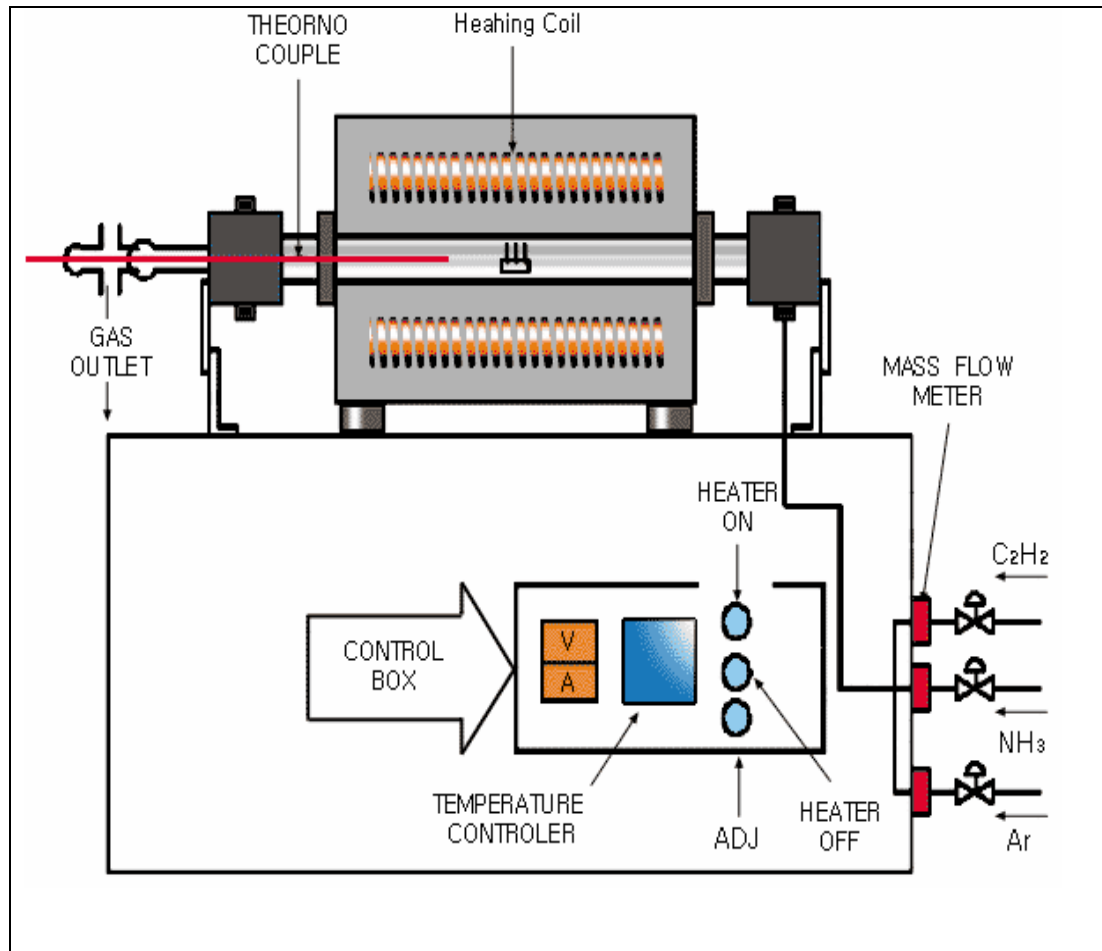 THEORNO
COUPLE
Heahing Coil
GAS
OUTLET
MASS FLOW
METER
HEATER
ON
C₂H₂
CONTROL
BOX
V
A
NH₃
TEMPERATURE
CONTROLER
ADJ
HEATER
OFF
Ar